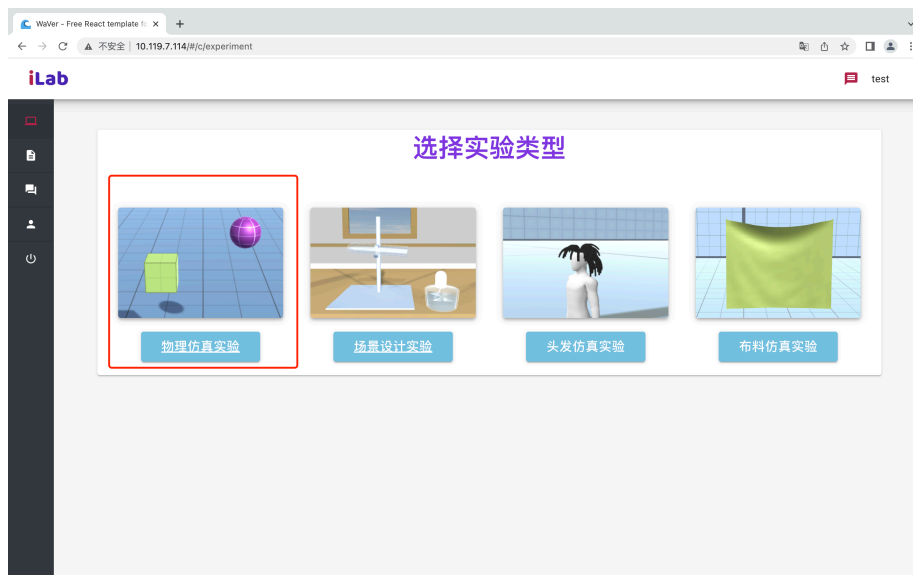 WaVer - Free React template fo
不安全 | 10.119.7.114/#/c/experiment
iLab
test
选择实验类型
物理仿真实验
场景设计实验
头发仿真实验
布料仿真实验